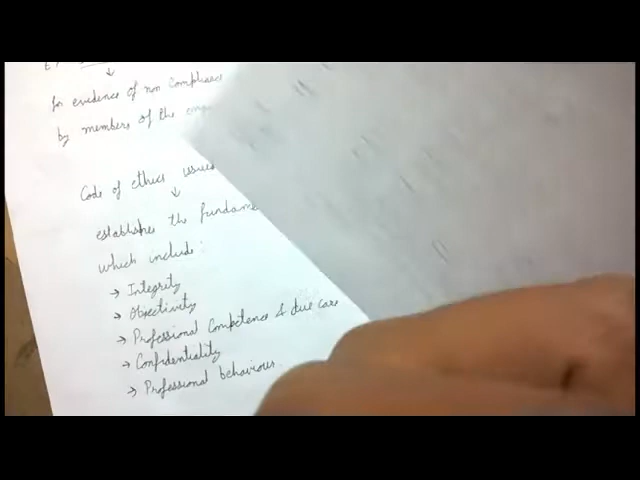 for evidence of non compliance
by members of the
Code of ethics issued
establishes the
which include:
→ Integrity
→ Objectivity
→ Professional Competence & due care
→ Confidentiality
→ Professional behaviour.